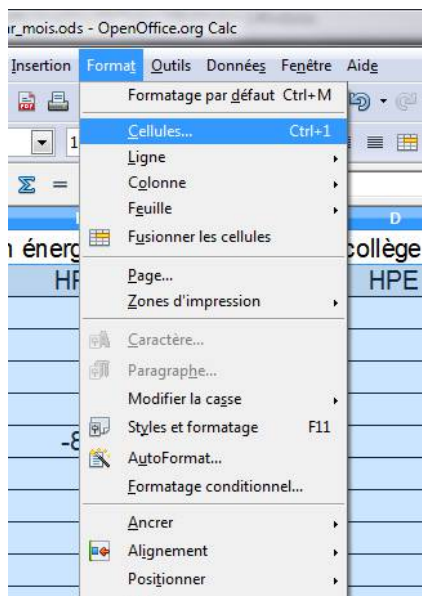 r_mois.ods - OpenOffice.org Calc
Insertion Format Outils Données Fenêtre Aide
Formatage par défaut Ctrl+M
Cellules... Ctrl+1
Ligne
Colonne
Feuille
D
Fusionner les cellules
n énerg collège
HP HPE
Page...
Zones d'impression
Caractère...
Paragraphe...
Modifier la casse
Styles et formatage F11
-8
AutoFormat...
Formatage conditionnel...
Ancrer
Alignement
Positionner